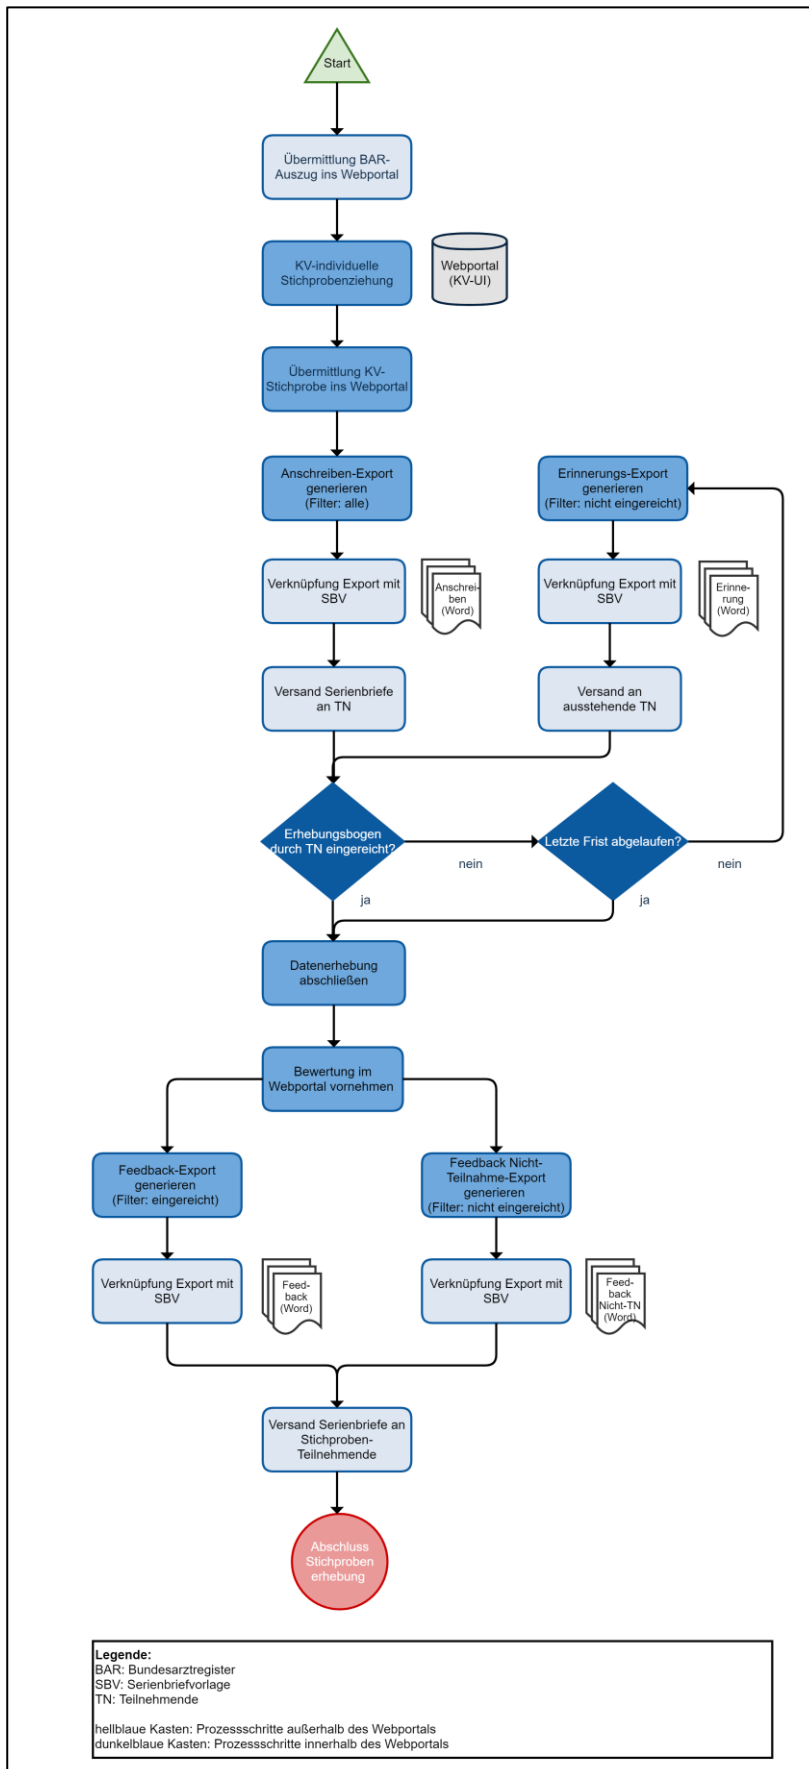 Start
Übermittlung BAR-
Auszug ins Webportal
KV-individuelle
Stichprobenziehung
Webportal
(KV-UI)
Übermittlung KV-
Stichprobe ins Webportal
Anschreiben-Export
generieren
(Filter: alle)
Erinnerungs-Export
generieren
(Filter: nicht eingereicht)
Verknüpfung Export mit
SBV
Anschrei-
ben
(Word)
Verknüpfung Export mit
SBV
Erinne-
rung
(Word)
Versand Serienbriefe
an TN
Versand an
ausstehende TN
Erhebungsbogen
durch TN eingereicht?
nein
Letzte Frist abgelaufen?
nein
ja
ja
Datenerhebung
abschließen
Bewertung im
Webportal vornehmen
Feedback-Export
generieren
(Filter: eingereicht)
Feedback Nicht-
Teilnahme-Export
generieren
(Filter: nicht eingereicht)
Verknüpfung Export mit
SBV
Feed-
back
(Word)
Verknüpfung Export mit
SBV
Feed-
back
Nicht-TN
(Word)
Versand Serienbriefe an
Stichproben-
Teilnehmende
Abschluss
Stichproben
erhebung
Legende:
BAR: Bundesarztregister
SBV: Serienbriefvorlage
TN: Teilnehmende
hellblaue Kasten: Prozessschritte außerhalb des Webportals
dunkelblaue Kasten: Prozessschritte innerhalb des Webportals